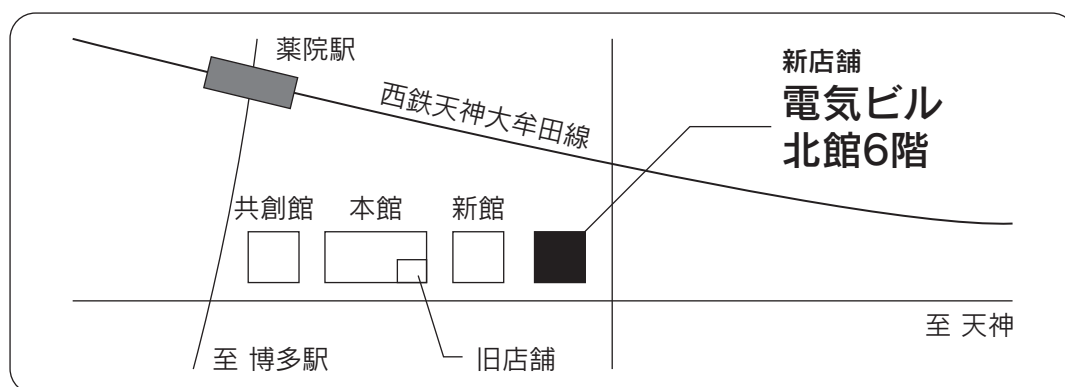 薬院駅
西鉄天神大牟田線
新店舗
電気ビル
北館6階
共創館
本館
新館
至 天神
至 博多駅
旧店舗